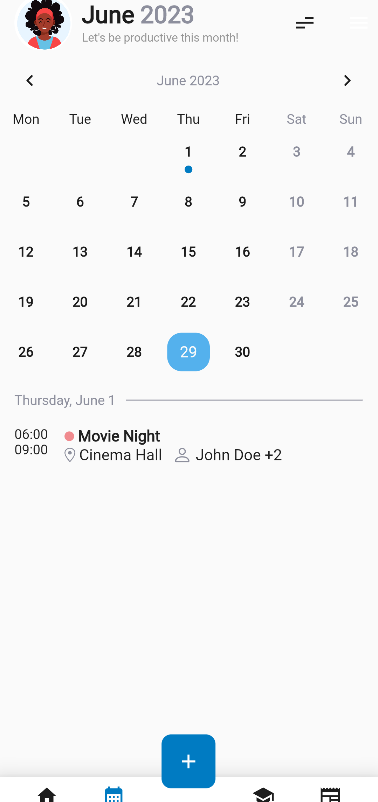 June 2023
Let's be productive this month!
June 2023
Mon Tue Wed Thu Fri Sat Sun
1 2 3 4
5 6 7 8 9 10 11
12 13 14 15 16 17 18
19 20 21 22 23 24 25
26 27 28 29 30
Thursday, June 1
06:00 Movie Night
09:00 Cinema Hall John Doe +2
+